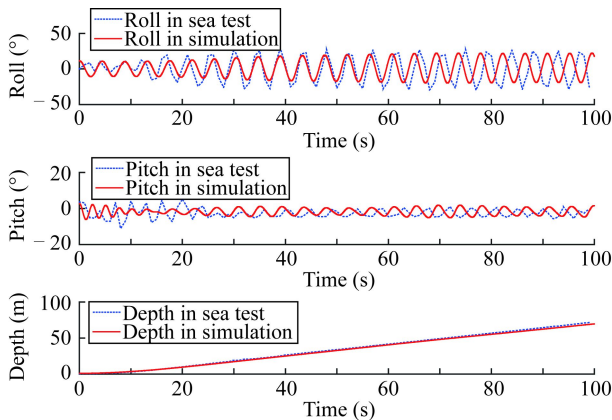 Roll in sea test
Roll in simulation
50
0
−50
Roll (°)
0 20 40 60 80 100
Time (s)
Pitch in sea test
Pitch in simulation
20
0
−20
Pitch (°)
0 20 40 60 80 100
Time (s)
Depth in sea test
Depth in simulation
100
50
0
Depth (m)
0 20 40 60 80 100
Time (s)